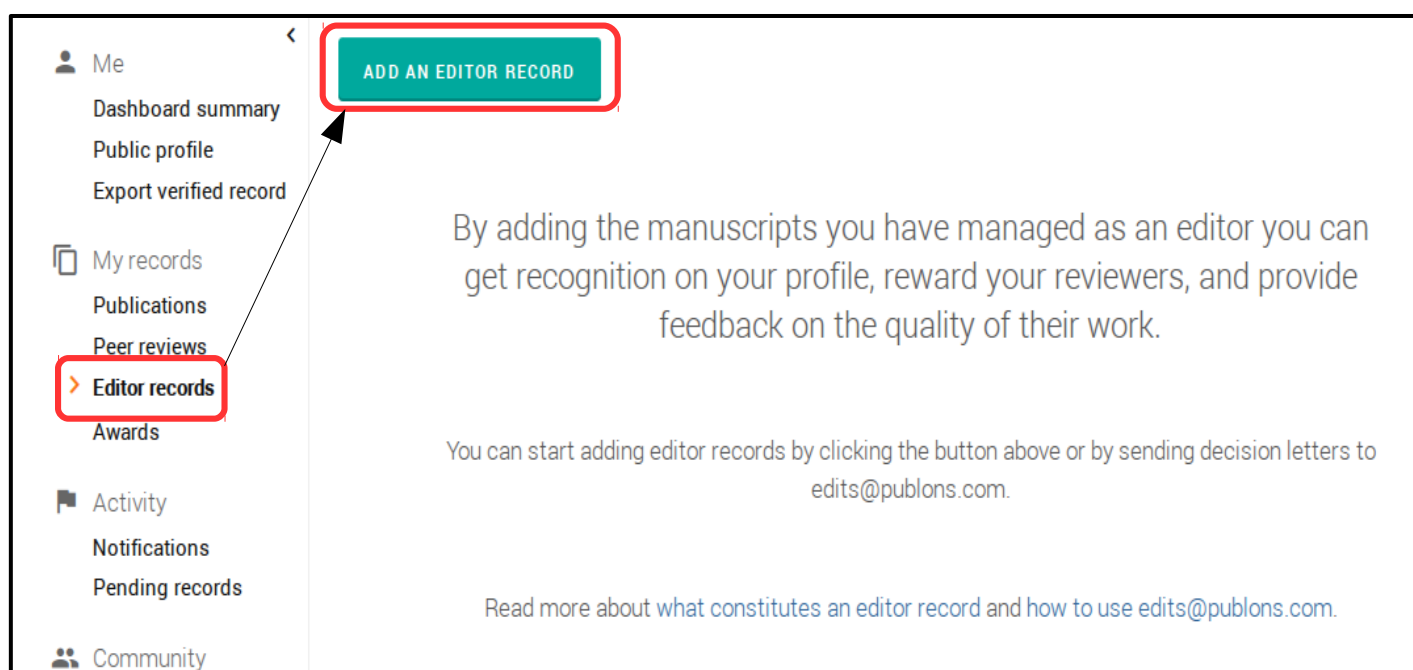 Me
Dashboard summary
Public profile
Export verified record
My records
Publications
Peer reviews
Editor records
Awards
Activity
Notifications
Pending records
Community
ADD AN EDITOR RECORD
By adding the manuscripts you have managed as an editor you can
get recognition on your profile, reward your reviewers, and provide
feedback on the quality of their work.
You can start adding editor records by clicking the button above or by sending decision letters to
edits@publons.com.
Read more about what constitutes an editor record and how to use edits@publons.com.